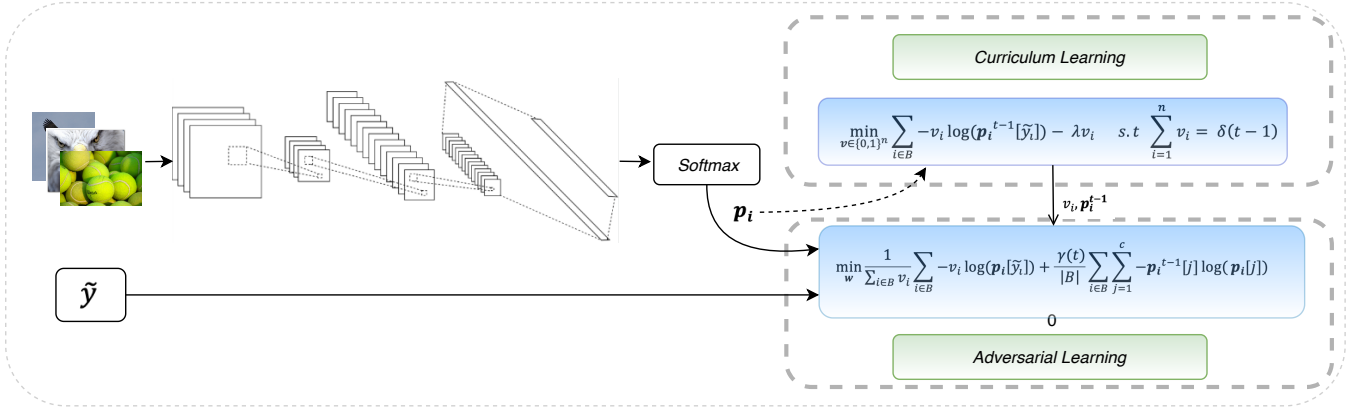 Curriculum Learning
min_{𝒗∈{0,1}ⁿ} ∑_{i∈B} −v_i log(𝒑_𝒊^{t−1}[ỹ_i]) − λv_i    s.t ∑_{i=1}^{n} v_i = δ(t − 1)
Softmax
𝒑_𝒊
v_i, 𝒑_i^{t−1}
min_𝒘 1/(∑_{i∈B} v_i) ∑_{i∈B} −v_i log(𝒑_𝒊[ỹ_i]) + γ(t)/|B| ∑_{i∈B} ∑_{j=1}^{c} −𝒑_𝒊^{t−1}[j] log( 𝒑_𝒊[j])
ỹ
0
Adversarial Learning